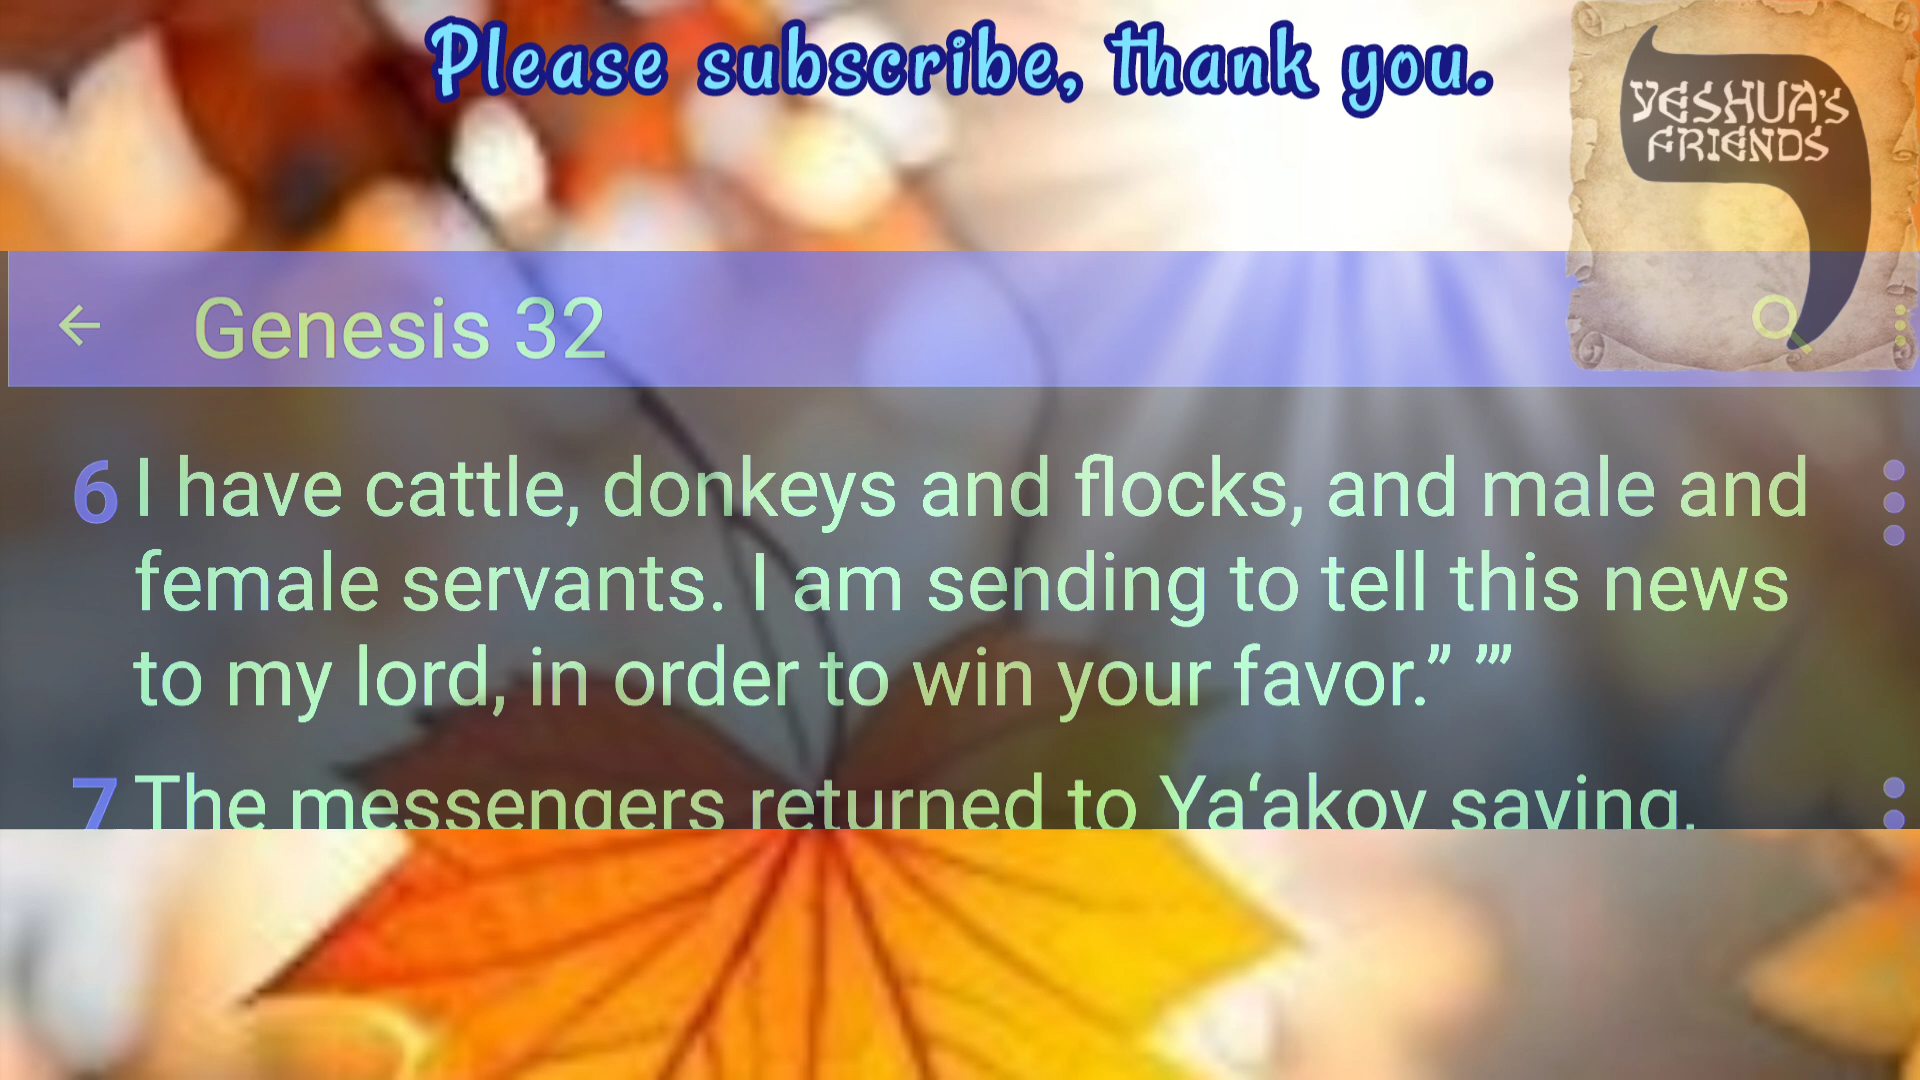 Please subscribe, thank you.
YESHUA's
FRIENDS
Genesis 32
6 I have cattle, donkeys and flocks, and male and
female servants. I am sending to tell this news
to my lord, in order to win your favor.” ’”
7 The messengers returned to Ya‘akov saying,